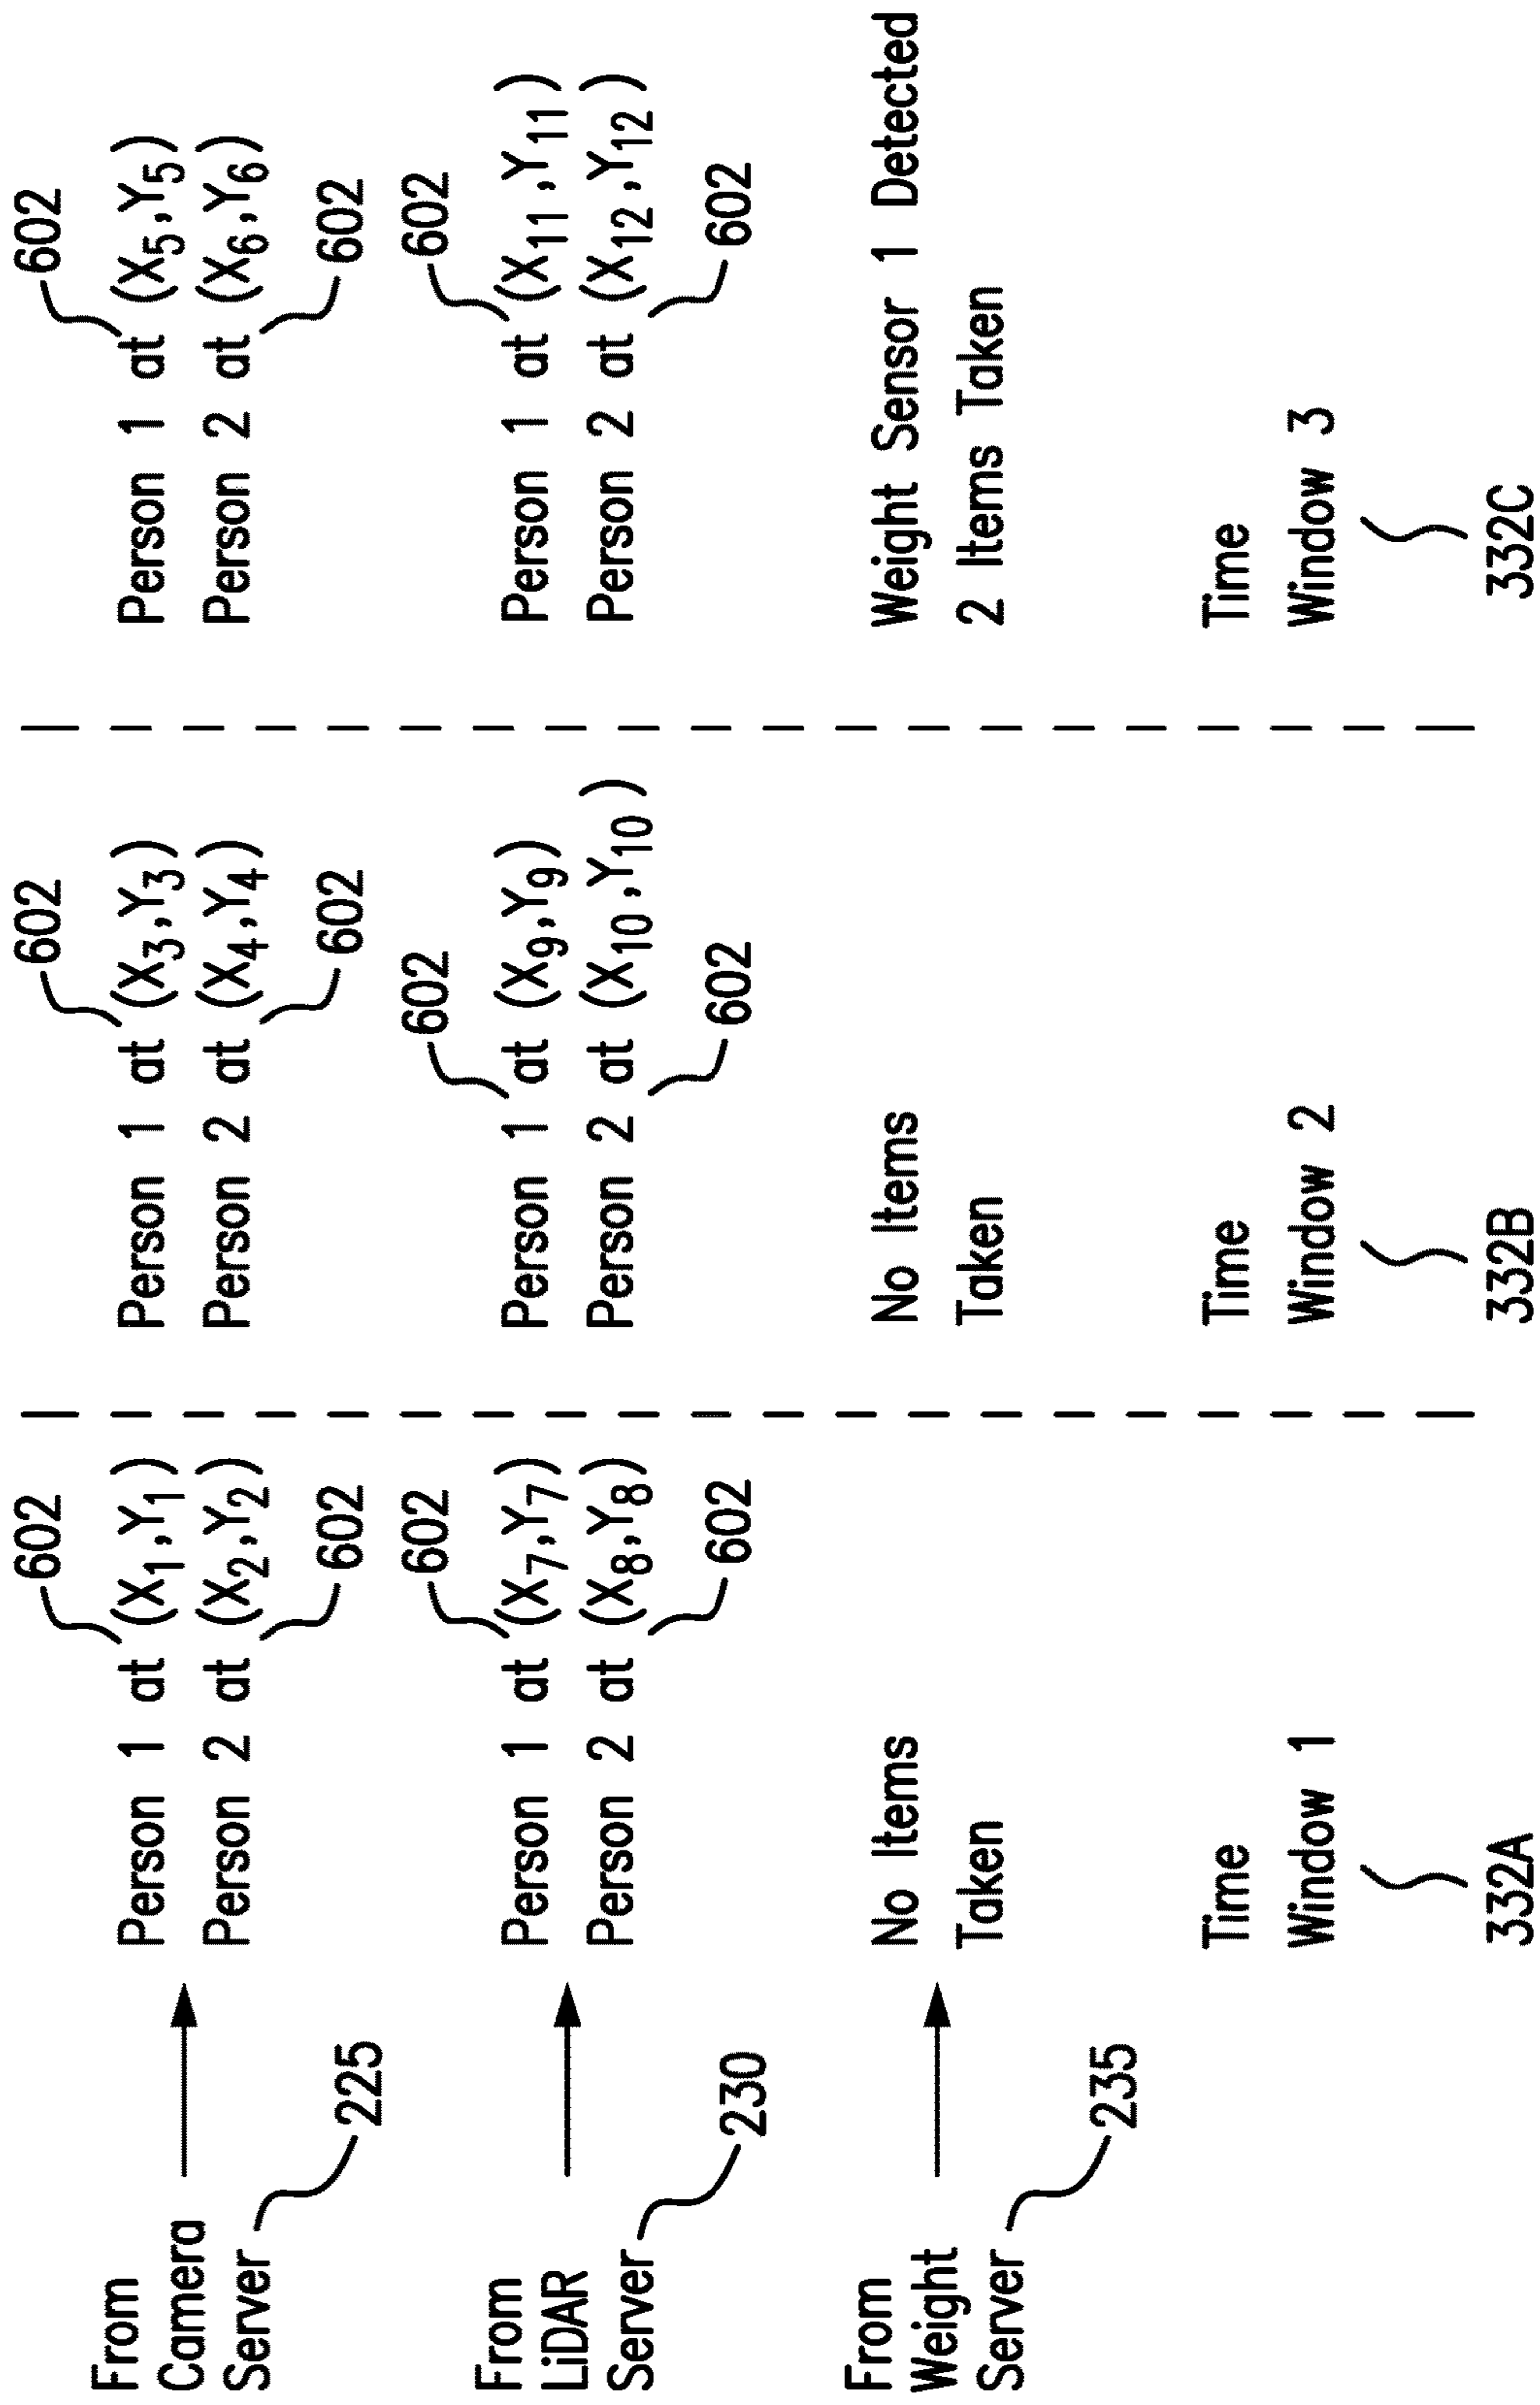 602 602 602
From Person 1 at (X1,Y1) Person 1 at (X3,Y3) Person 1 at (X5,Y5)
Camera
Server Person 2 at (X2,Y2) Person 2 at (X4,Y4) Person 2 at (X6,Y6)
225 602 602 602
602 602 602
From Person 1 at (X7,Y7) Person 1 at (X9,Y9) Person 1 at (X11,Y11)
LiDAR
Server Person 2 at (X8,Y8) Person 2 at (X10,Y10) Person 2 at (X12,Y12)
230 602 602 602
From No Items No Items Weight Sensor 1 Detected
Weight
Server Taken Taken 2 Items Taken
235
Time Time Time
Window 1 Window 2 Window 3
332A 332B 332C